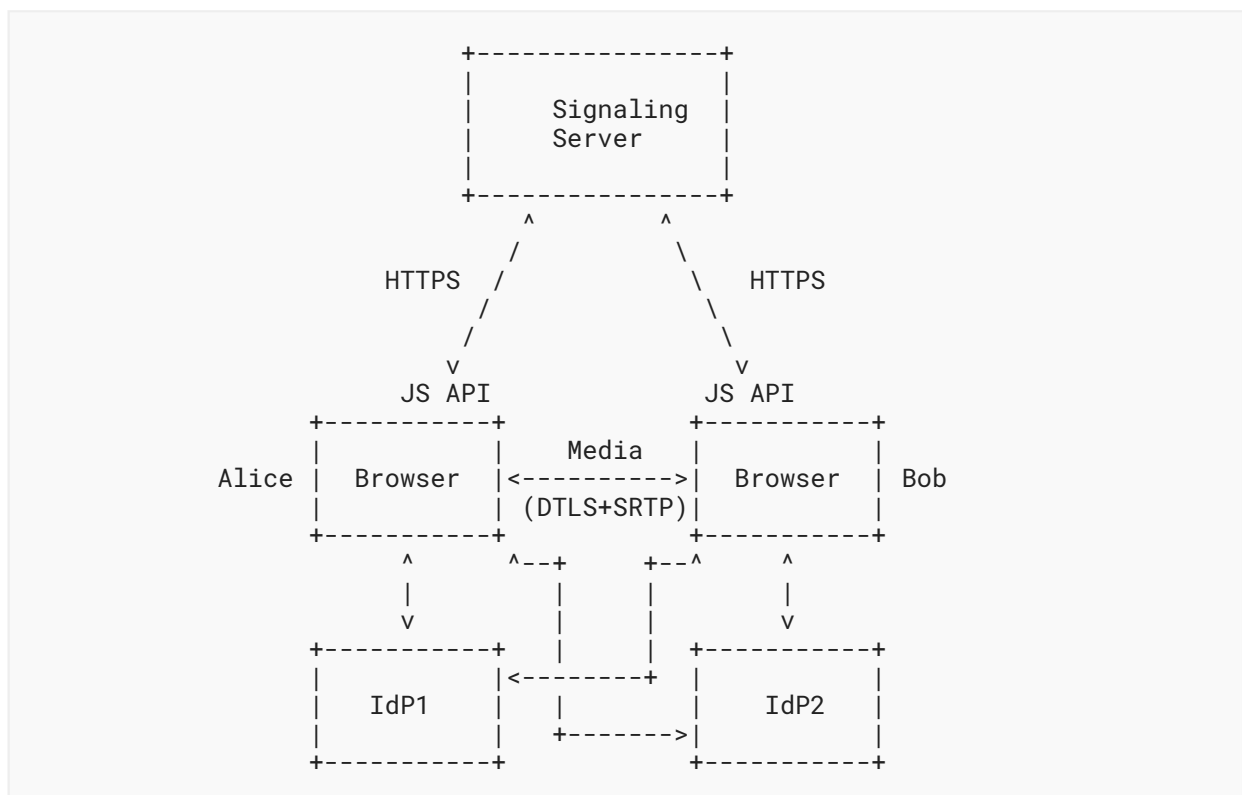 Signaling
Server
HTTPS HTTPS
JS API JS API
Media
Alice Browser Browser Bob
(DTLS+SRTP)
IdP1 IdP2